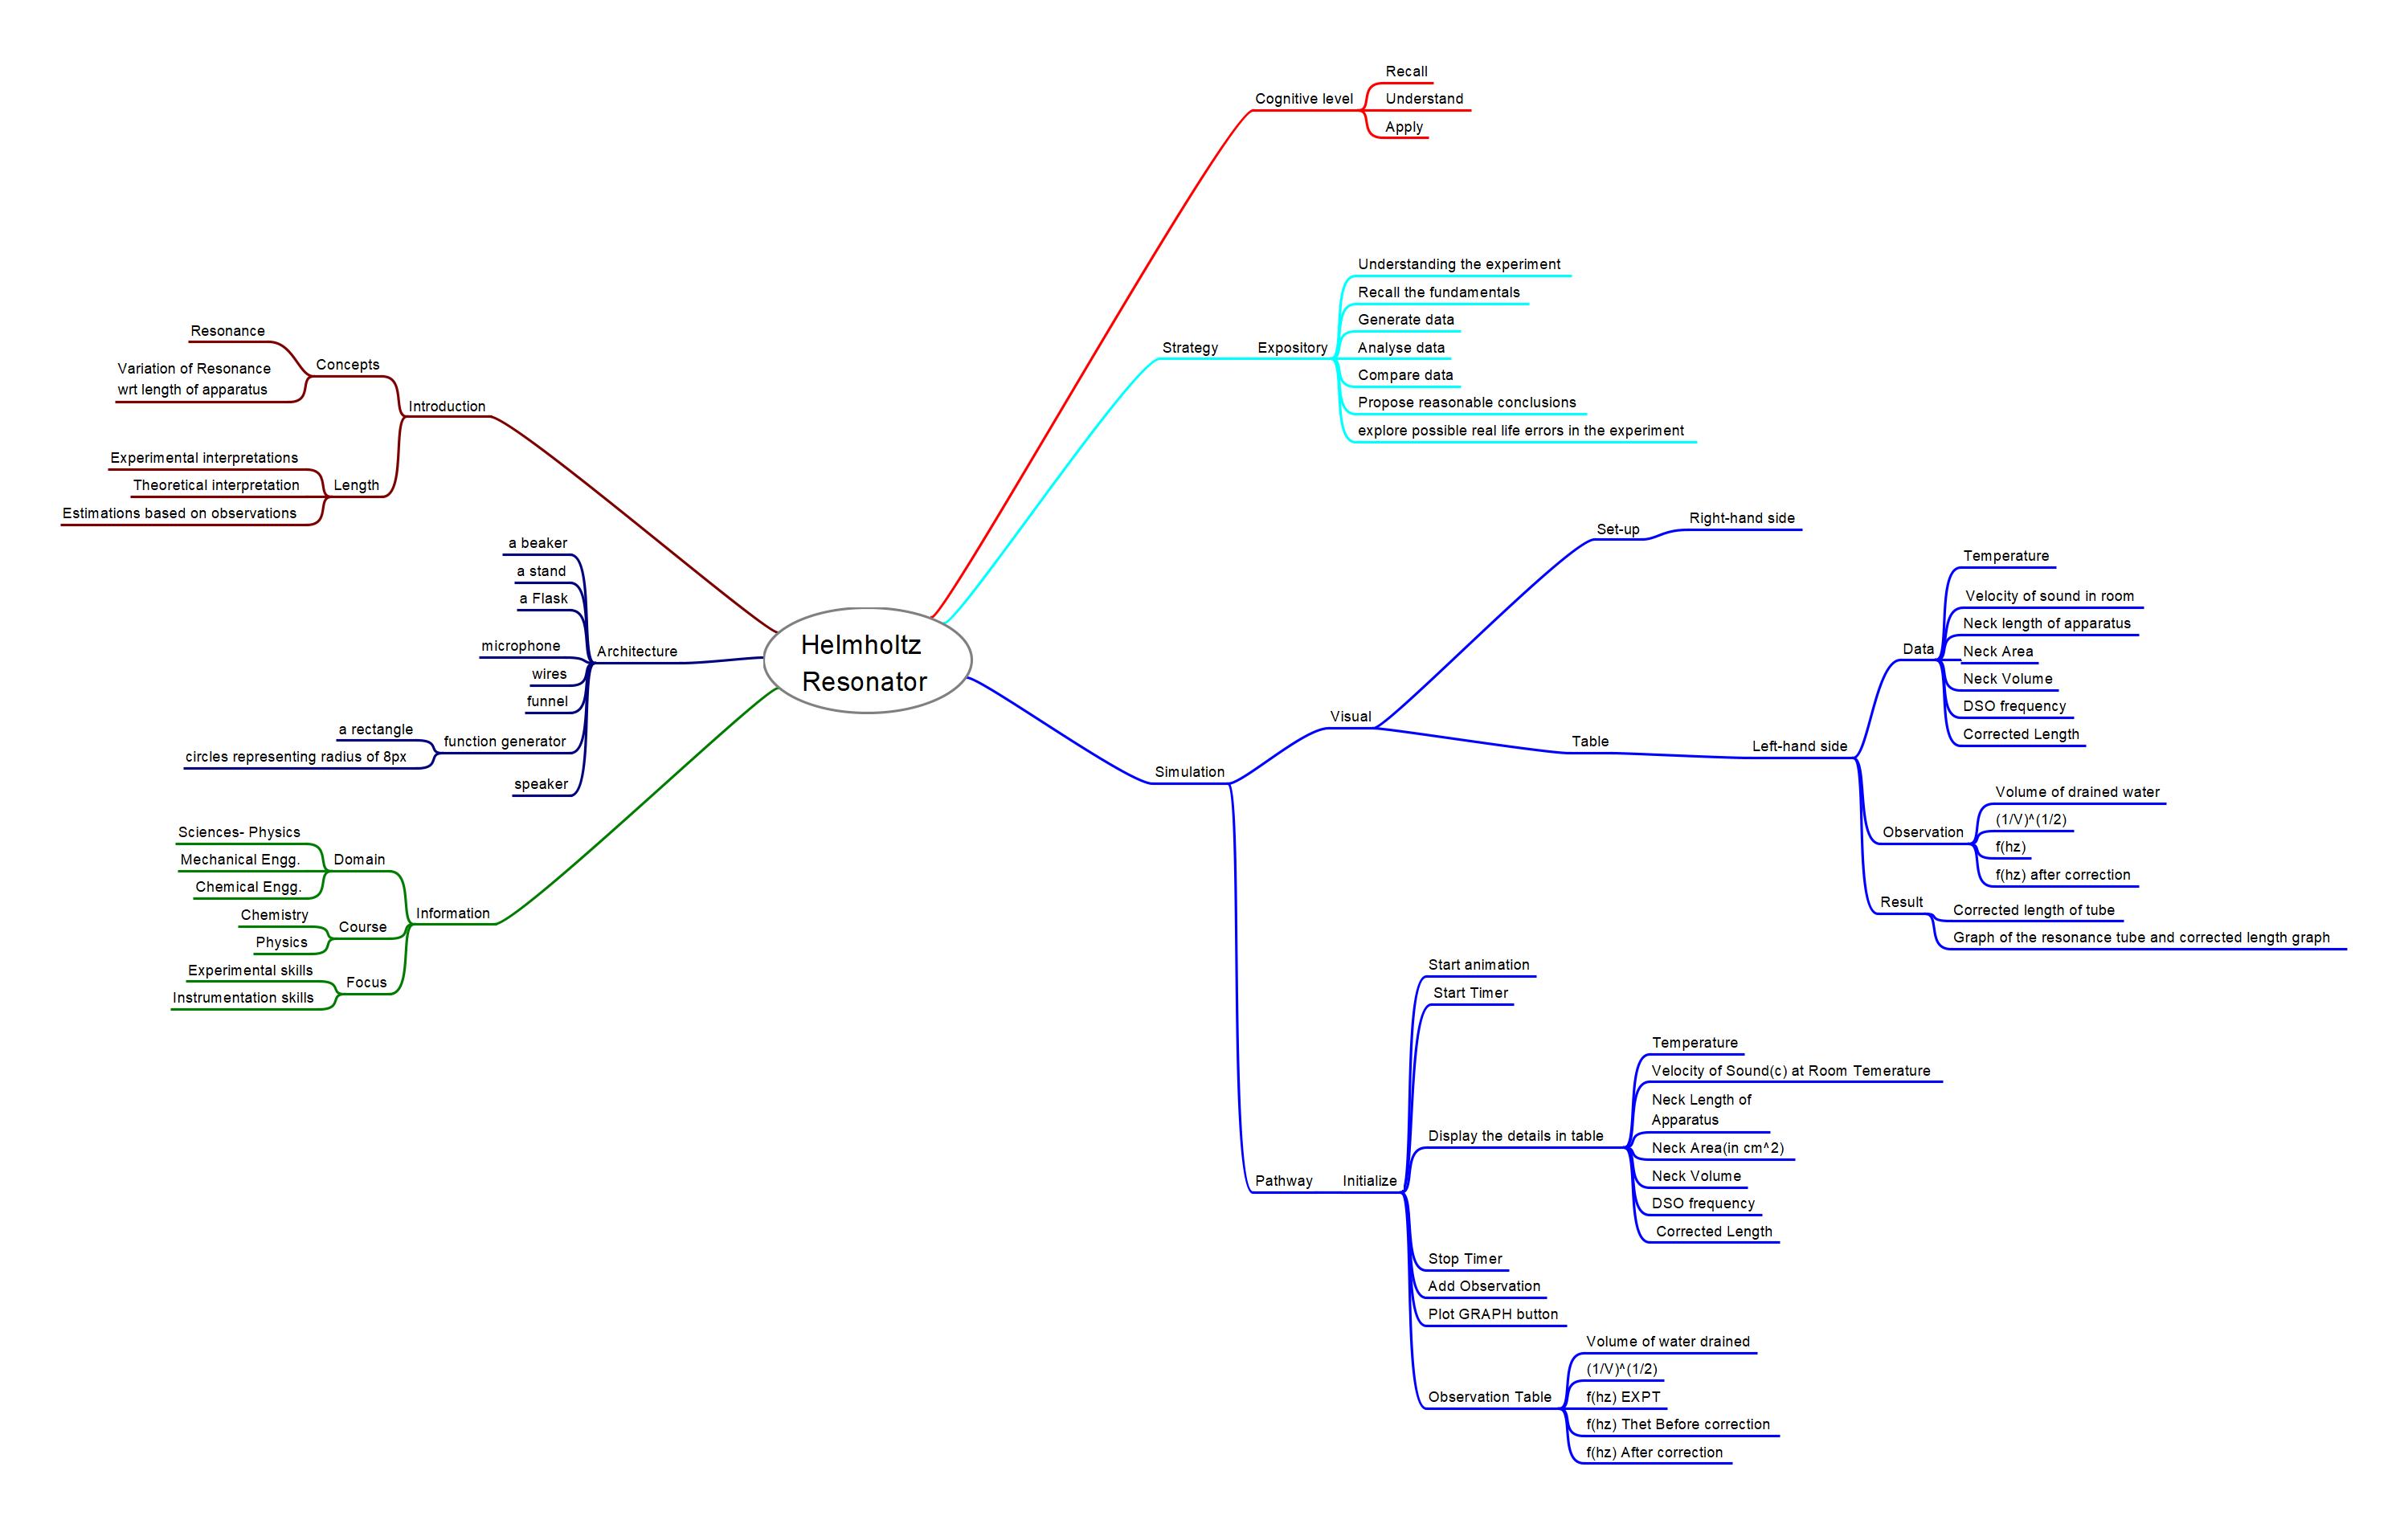 Helmholtz
Resonator
Cognitive level
Recall
Understand
Apply
Strategy
Expository
Understanding the experiment
Recall the fundamentals
Generate data
Analyse data
Compare data
Propose reasonable conclusions
explore possible real life errors in the experiment
Simulation
Visual
Set-up
Right-hand side
Table
Left-hand side
Data
Temperature
Velocity of sound in room
Neck length of apparatus
Neck Area
Neck Volume
DSO frequency
Corrected Length
Observation
Volume of drained water
(1/V)^(1/2)
f(hz)
f(hz) after correction
Result
Corrected length of tube
Graph of the resonance tube and corrected length graph
Pathway
Initialize
Start animation
Start Timer
Display the details in table
Temperature
Velocity of Sound(c) at Room Temerature
Neck Length of
Apparatus
Neck Area(in cm^2)
Neck Volume
DSO frequency
Corrected Length
Stop Timer
Add Observation
Plot GRAPH button
Observation Table
Volume of water drained
(1/V)^(1/2)
f(hz) EXPT
f(hz) Thet Before correction
f(hz) After correction
Introduction
Concepts
Resonance
Variation of Resonance
wrt length of apparatus
Length
Experimental interpretations
Theoretical interpretation
Estimations based on observations
Architecture
a beaker
a stand
a Flask
microphone
wires
funnel
function generator
a rectangle
circles representing radius of 8px
speaker
Information
Domain
Sciences- Physics
Mechanical Engg.
Chemical Engg.
Course
Chemistry
Physics
Focus
Experimental skills
Instrumentation skills